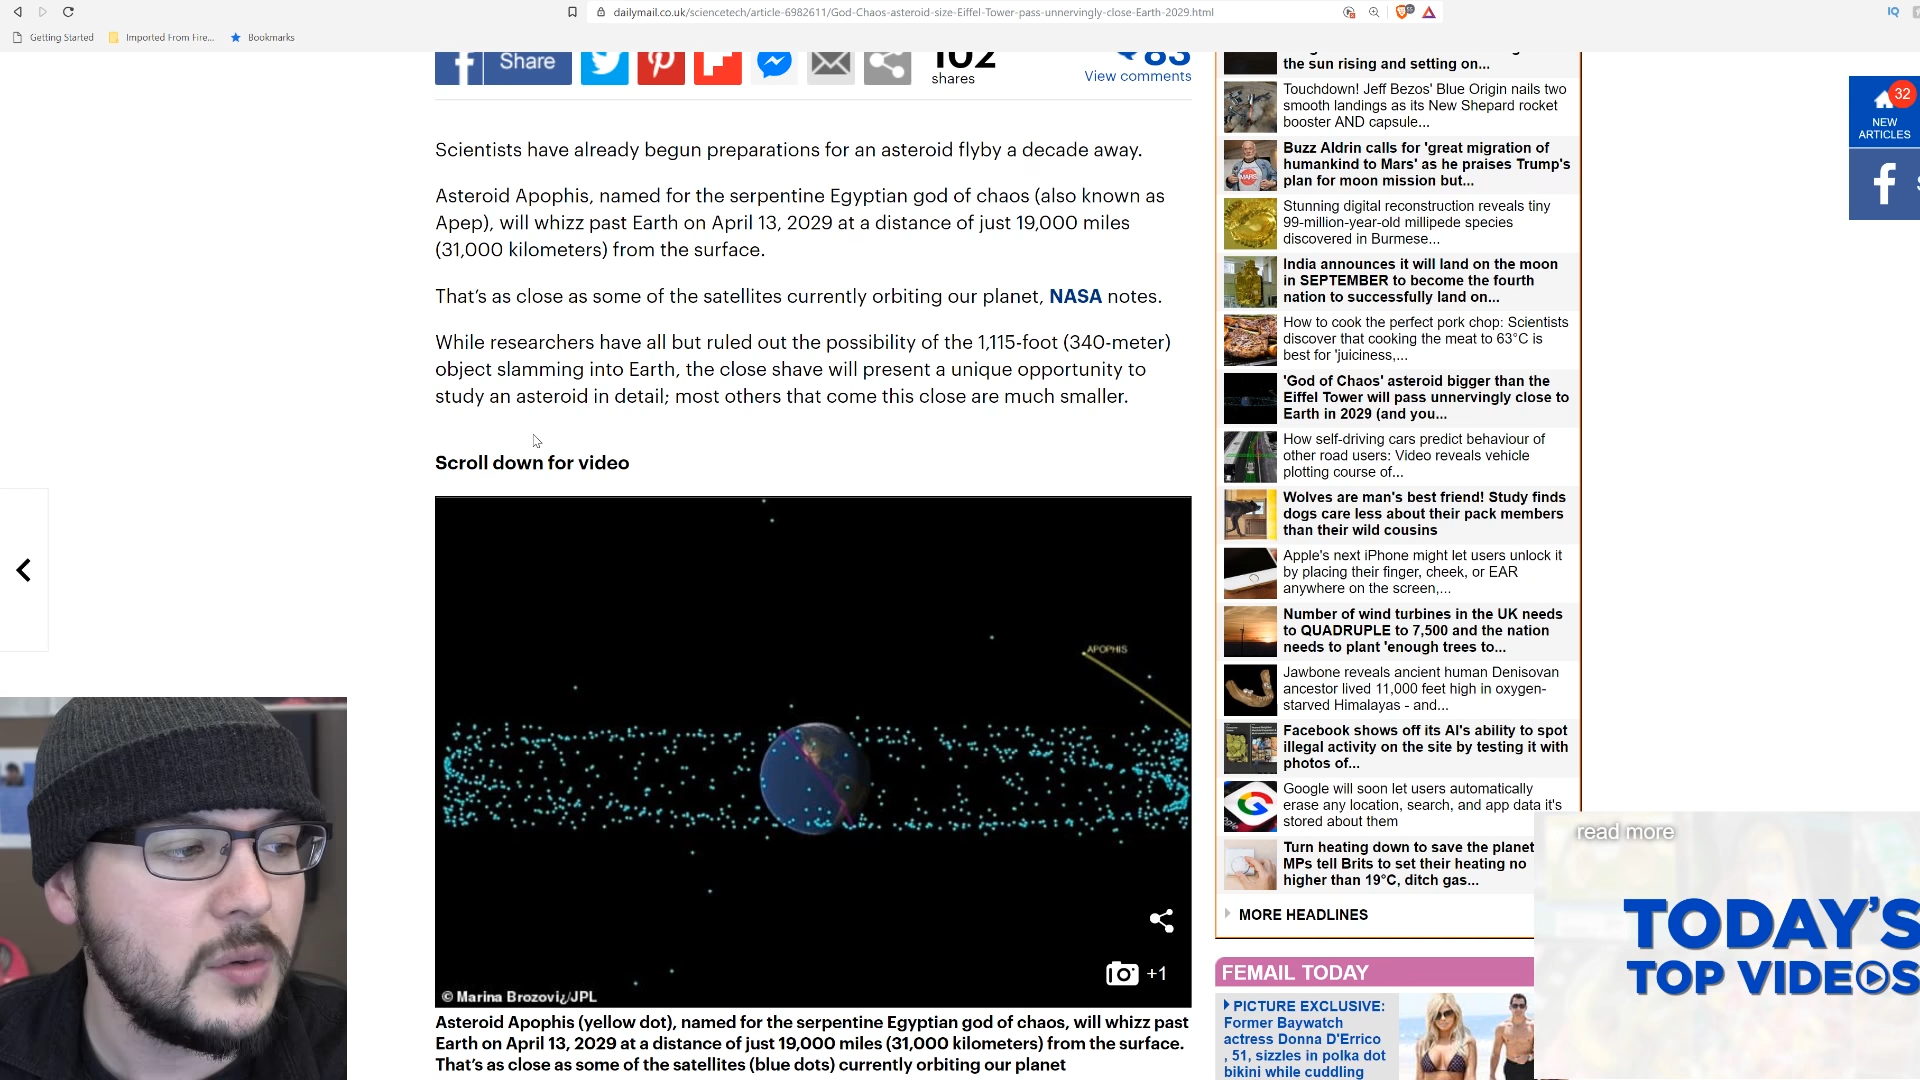 dailymail.co.uk/sciencetech/article-6982611/God-Chaos-asteroid-size-Eiffel-Tower-pass-unnervingly-close-Earth-2029.html
IQ
Getting Started
Imported From Fire...
Bookmarks
Share
102
shares
83
View comments
Scientists have already begun preparations for an asteroid flyby a decade away.
Asteroid Apophis, named for the serpentine Egyptian god of chaos (also known as
Apep), will whizz past Earth on April 13, 2029 at a distance of just 19,000 miles
(31,000 kilometers) from the surface.
That's as close as some of the satellites currently orbiting our planet, NASA notes.
While researchers have all but ruled out the possibility of the 1,115-foot (340-meter)
object slamming into Earth, the close shave will present a unique opportunity to
study an asteroid in detail; most others that come this close are much smaller.
Scroll down for video
APOPHIS
+1
© Marina Brozovi¿/JPL
Asteroid Apophis (yellow dot), named for the serpentine Egyptian god of chaos, will whizz past
Earth on April 13, 2029 at a distance of just 19,000 miles (31,000 kilometers) from the surface.
That's as close as some of the satellites (blue dots) currently orbiting our planet
the sun rising and setting on...
Touchdown! Jeff Bezos' Blue Origin nails two
smooth landings as its New Shepard rocket
booster AND capsule...
Buzz Aldrin calls for 'great migration of
humankind to Mars' as he praises Trump's
plan for moon mission but...
Stunning digital reconstruction reveals tiny
99-million-year-old millipede species
discovered in Burmese...
India announces it will land on the moon
in SEPTEMBER to become the fourth
nation to successfully land on...
How to cook the perfect pork chop: Scientists
discover that cooking the meat to 63°C is
best for 'juiciness,...
'God of Chaos' asteroid bigger than the
Eiffel Tower will pass unnervingly close to
Earth in 2029 (and you...
How self-driving cars predict behaviour of
other road users: Video reveals vehicle
plotting course of...
Wolves are man's best friend! Study finds
dogs care less about their pack members
than their wild cousins
Apple's next iPhone might let users unlock it
by placing their finger, cheek, or EAR
anywhere on the screen,...
Number of wind turbines in the UK needs
to QUADRUPLE to 7,500 and the nation
needs to plant 'enough trees to...
Jawbone reveals ancient human Denisovan
ancestor lived 11,000 feet high in oxygen-
starved Himalayas - and...
Facebook shows off its AI's ability to spot
illegal activity on the site by testing it with
photos of...
Google will soon let users automatically
erase any location, search, and app data it's
stored about them
Turn heating down to save the planet
MPs tell Brits to set their heating no
higher than 19°C, ditch gas...
MORE HEADLINES
FEMAIL TODAY
PICTURE EXCLUSIVE:
Former Baywatch
actress Donna D'Errico
, 51, sizzles in polka dot
bikini while cuddling
32
NEW
ARTICLES
read more
TODAY'S
TOP VIDEOS